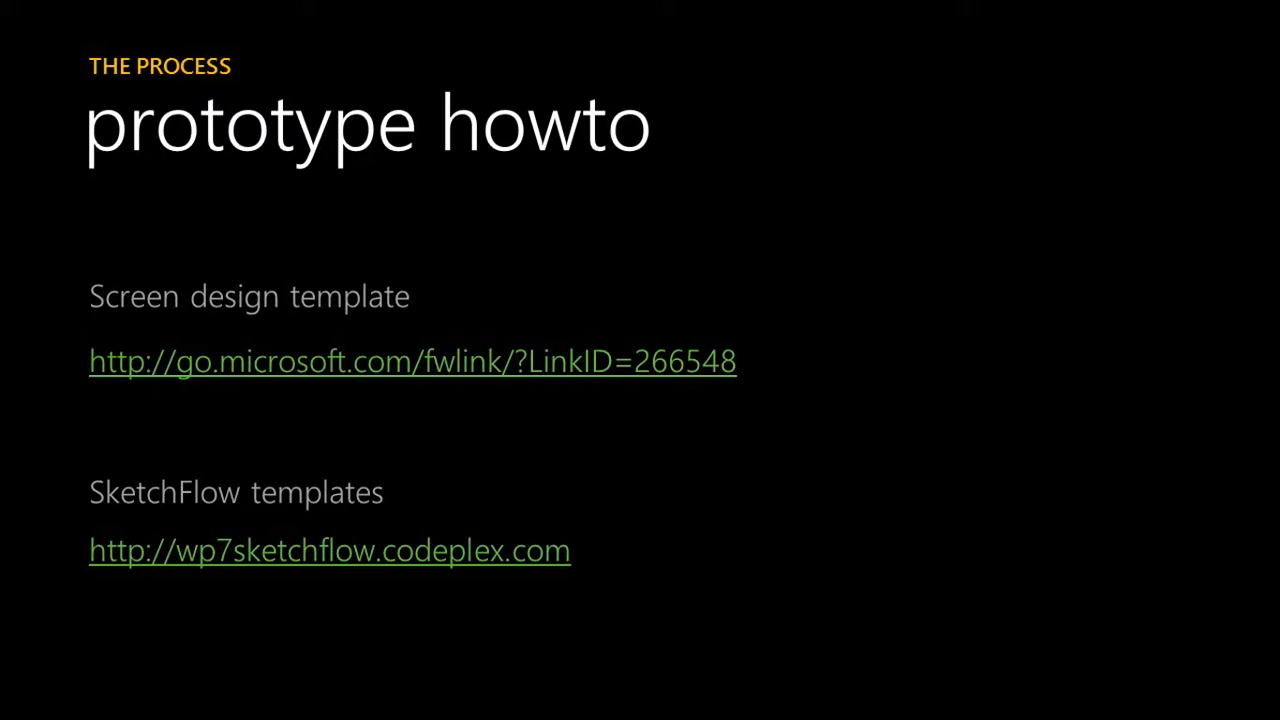 THE PROCESS
prototype howto
Screen design template
http://go.microsoft.com/fwlink/?LinkID=266548
SketchFlow templates
http://wp7sketchflow.codeplex.com